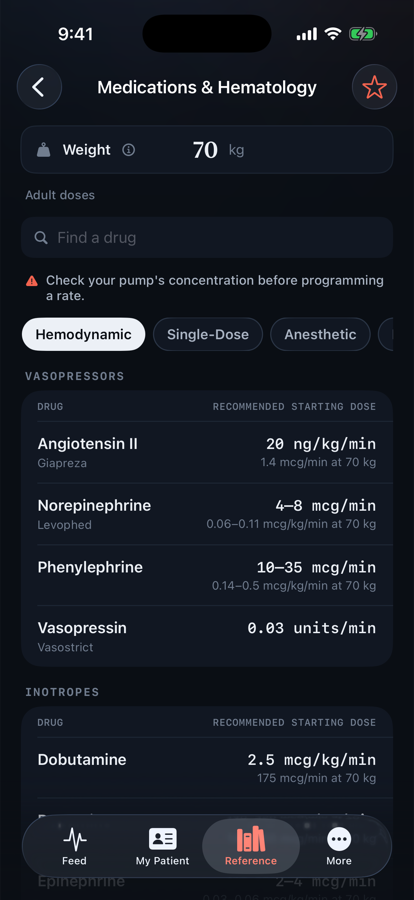 9:41
Medications & Hematology
Weight 70 kg
Adult doses
Find a drug
Check your pump's concentration before programming
a rate.
Hemodynamic Single-Dose Anesthetic
VASOPRESSORS
DRUG RECOMMENDED STARTING DOSE
Angiotensin II 20 ng/kg/min
Giapreza 1.4 mcg/min at 70 kg
Norepinephrine 4–8 mcg/min
Levophed 0.06–0.11 mcg/kg/min at 70 kg
Phenylephrine 10–35 mcg/min
0.14–0.5 mcg/kg/min at 70 kg
Vasopressin 0.03 units/min
Vasostrict
INOTROPES
DRUG RECOMMENDED STARTING DOSE
Dobutamine 2.5 mcg/kg/min
175 mcg/min at 70 kg
Feed My Patient Reference More
Epinephrine 2–4 mcg/min